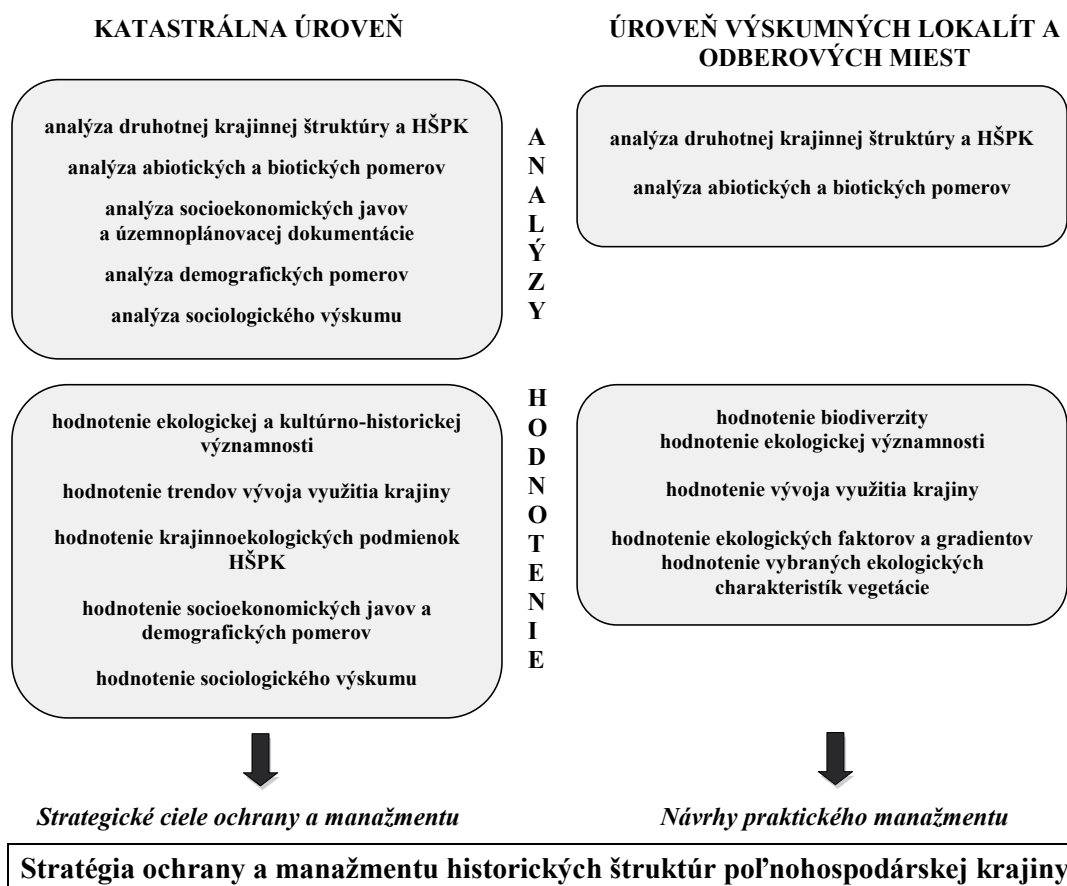 KATASTRÁLNA ÚROVEŇ
analýza druhotnej krajinnej štruktúry a HŠPK
analýza abiotických a biotických pomerov
analýza socioekonomických javov
a územnoplánovacej dokumentácie
analýza demografických pomerov
analýza sociologického výskumu
hodnotenie ekologickej a kultúrno-historickej
významnosti
hodnotenie trendov vývoja využitia krajiny
hodnotenie krajinnoekologických podmienok
HŠPK
hodnotenie socioekonomických javov a
demografických pomerov
hodnotenie sociologického výskumu
Strategické ciele ochrany a manažmentu
A
N
A
L
Ý
Z
Y
H
O
D
N
O
T
E
N
I
E
ÚROVEŇ VÝSKUMNÝCH LOKALÍT A
ODBEROVÝCH MIEST
analýza druhotnej krajinnej štruktúry a HŠPK
analýza abiotických a biotických pomerov
hodnotenie biodiverzity
hodnotenie ekologickej významnosti
hodnotenie vývoja využitia krajiny
hodnotenie ekologických faktorov a gradientov
hodnotenie vybraných ekologických
charakteristík vegetácie
Návrhy praktického manažmentu
Stratégia ochrany a manažmentu historických štruktúr poľnohospodárskej krajiny